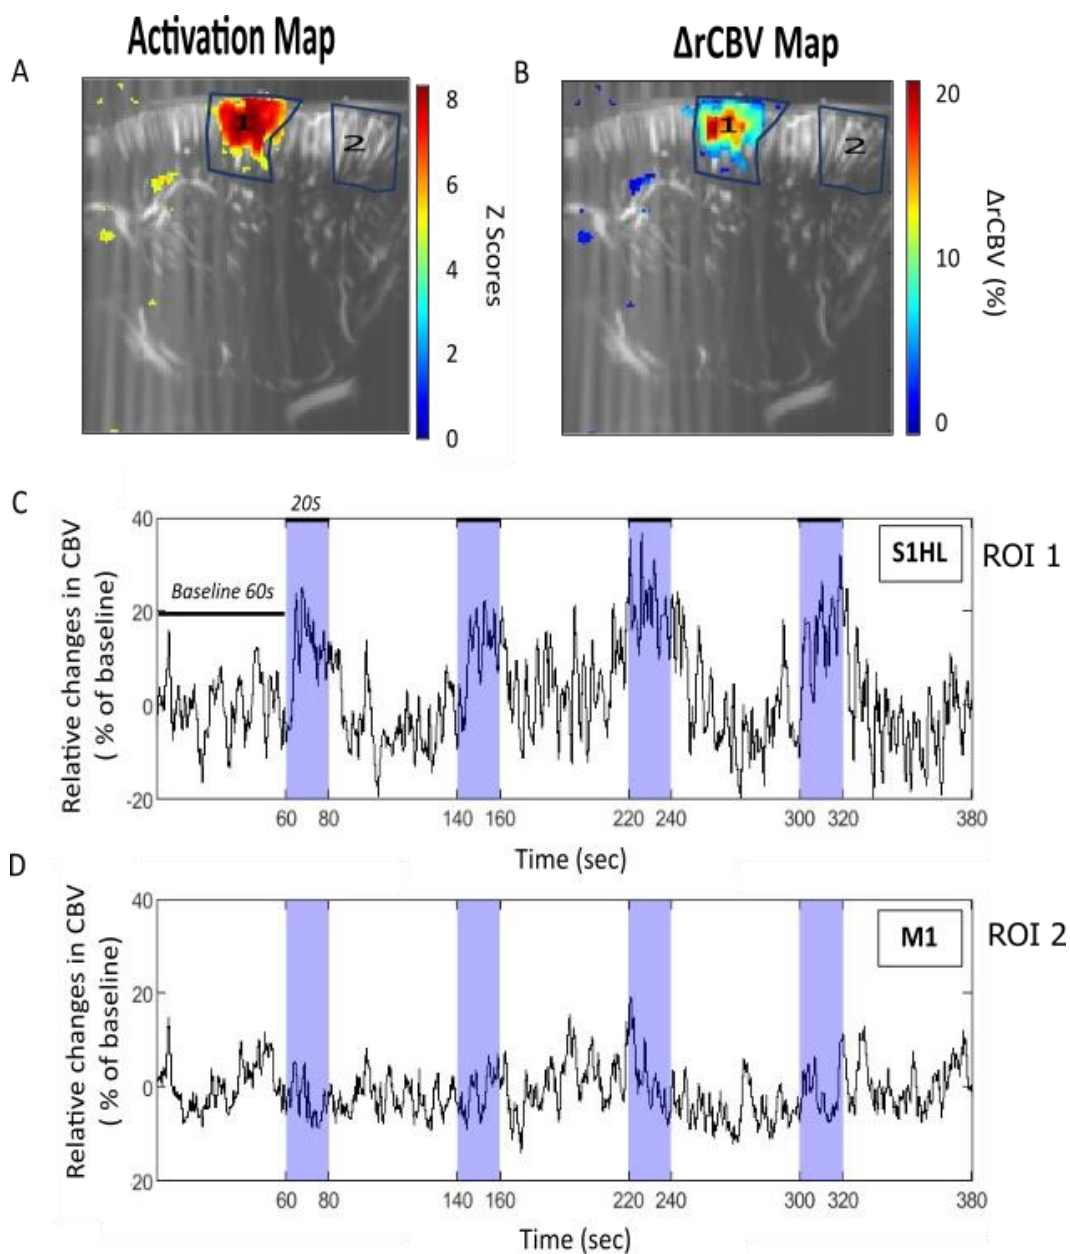 Activation Map
ΔrCBV Map
A
B
1
2
8
6
4
2
0
Z Scores
1
2
20
10
0
ΔrCBV (%)
C
20S
Baseline 60s
S1HL
ROI 1
Relative changes in CBV
( % of baseline)
40
20
0
-20
60 80 140 160 220 240 300 320 380
Time (sec)
D
M1
ROI 2
Relative changes in CBV
( % of baseline)
40
20
0
20
60 80 140 160 220 240 300 320 380
Time (sec)